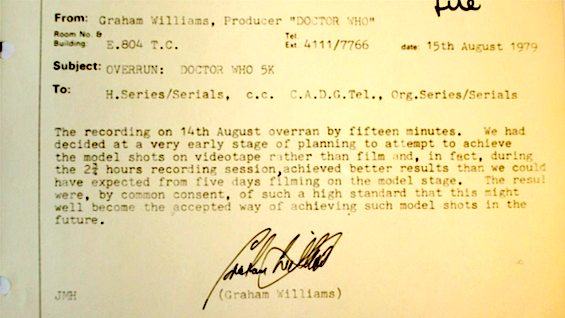 file
From: Graham Williams, Producer "DOCTOR WHO"
Room No. & Building: E.804 T.C. Tel. Ext. 4111/7766 date: 15th August 1979
Subject: OVERRUN: DOCTOR WHO 5K
To: H.Series/Serials, c.c. C.A.D.G.Tel., Org.Series/Serials
The recording on 14th August overran by fifteen minutes. We had
decided at a very early stage of planning to attempt to achieve
the model shots on videotape rather than film and, in fact, during
the 2¾ hours recording session,achieved better results than we could
have expected from five days filming on the model stage. The resul
were, by common consent, of such a high standard that this might
well become the accepted way of achieving such model shots in the
future.
Graham Williams
JMH (Graham Williams)